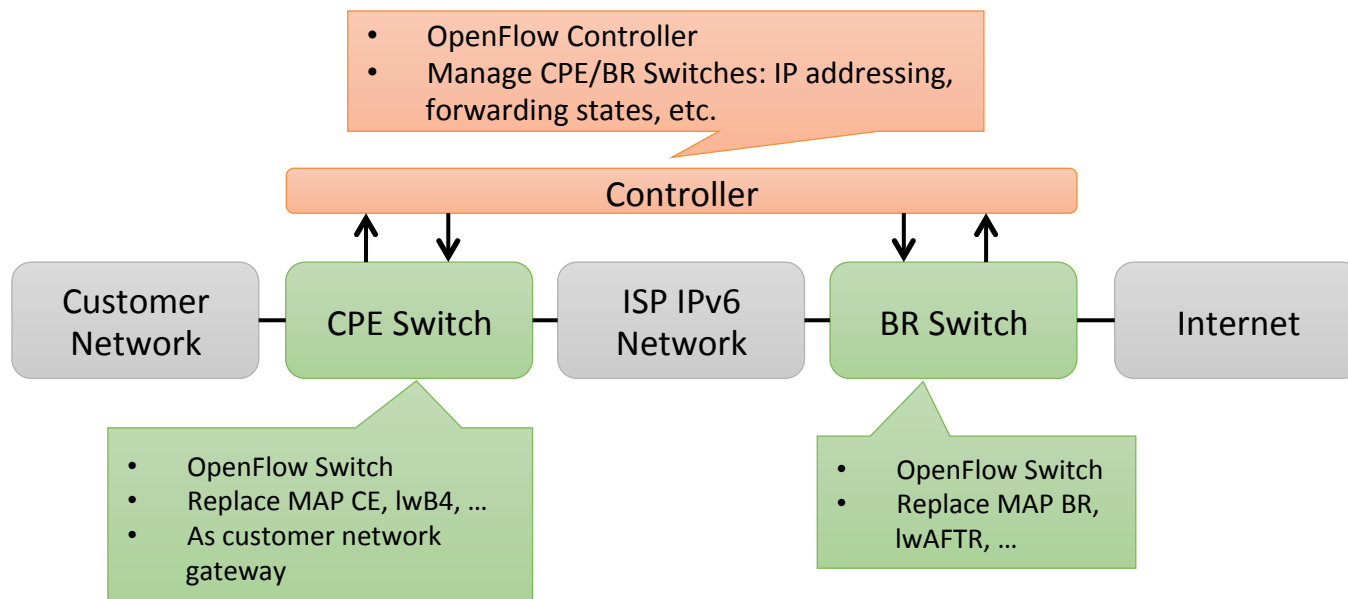 • OpenFlow Controller
• Manage CPE/BR Switches: IP addressing,
forwarding states, etc.
Controller
Customer
Network
CPE Switch
ISP IPv6
Network
BR Switch
Internet
• OpenFlow Switch
• Replace MAP CE, lwB4, …
• As customer network
gateway
• OpenFlow Switch
• Replace MAP BR,
lwAFTR, …